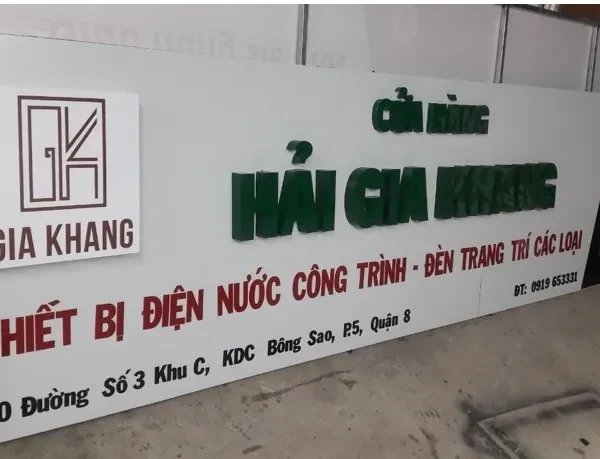 CỬA HÀNG
HẢI GIA KHANG
GK
GIA KHANG
THIẾT BỊ ĐIỆN NƯỚC CÔNG TRÌNH - ĐÈN TRANG TRÍ CÁC LOẠI
ĐT: 0919 653331
0 Đường Số 3 Khu C, KDC Bông Sao, P.5, Quận 8